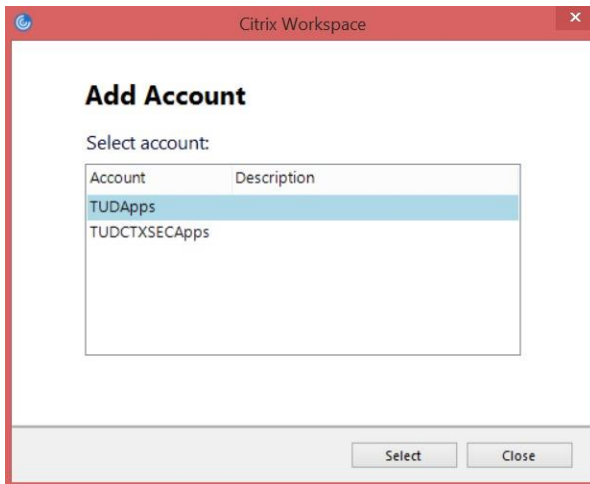 Citrix Workspace
Add Account
Select account:
Account Description
TUDApps
TUDCTXSECApps
Select Close